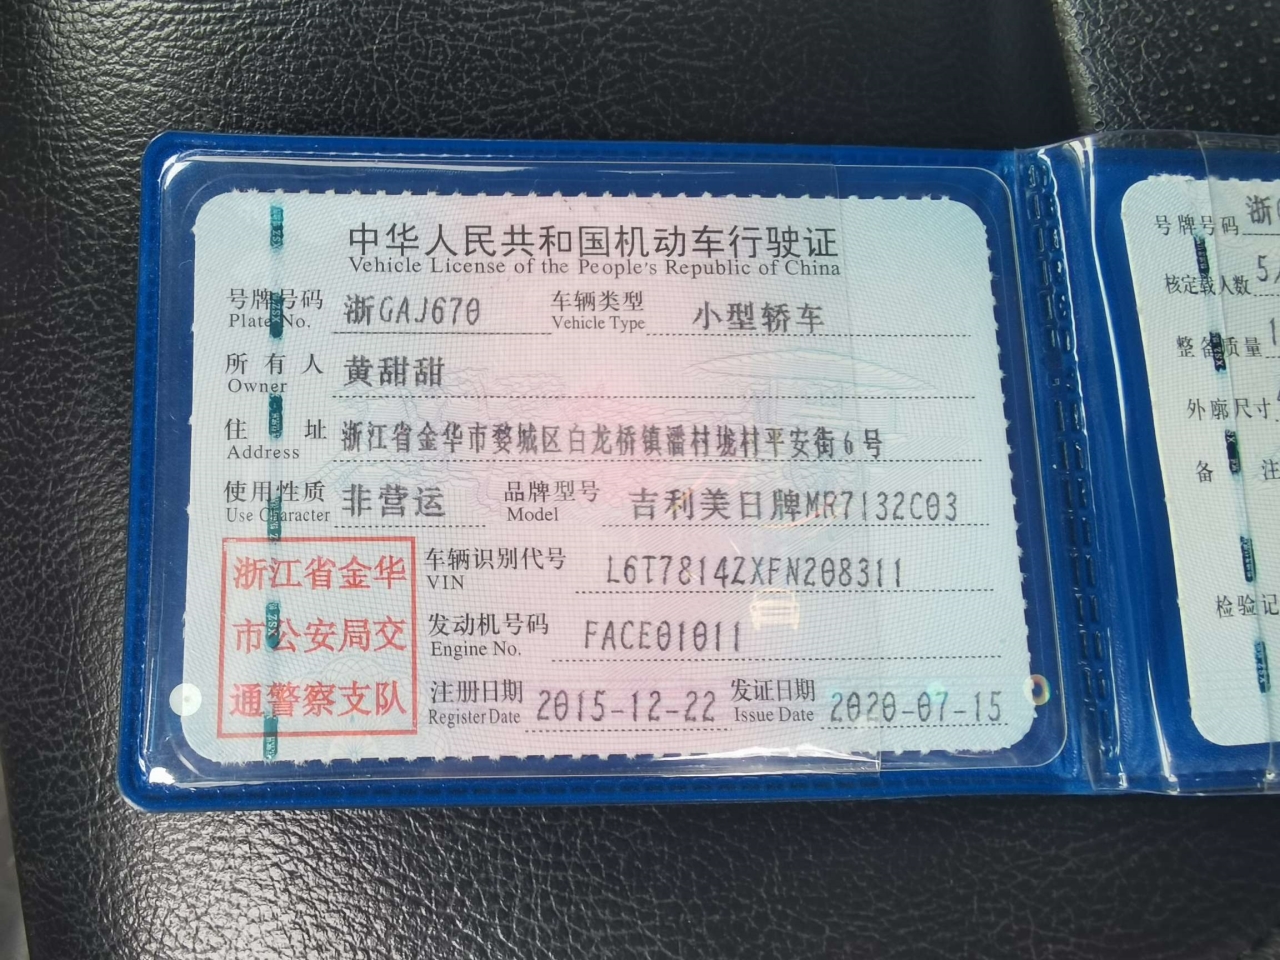 中华人民共和国机动车行驶证
Vehicle License of the People's Republic of China
号牌号码 浙GAJ670 车辆类型 小型轿车
Plate No. Vehicle Type
所有人 黄甜甜
Owner
住址 浙江省金华市婺城区白龙桥镇潘村垅村平安街6号
Address
使用性质 非营运 品牌型号 吉利美日牌MR7132C03
Use Character Model
浙江省金华
市公安局交
通警察支队
车辆识别代号 L6T7814ZXFN208311
VIN
发动机号码 FACE01011
Engine No.
注册日期 2015-12-22 发证日期 2020-07-15
Register Date Issue Date
号牌号码 浙
核定载人数 5
整备质量 1
外廓尺寸
备注
检验记